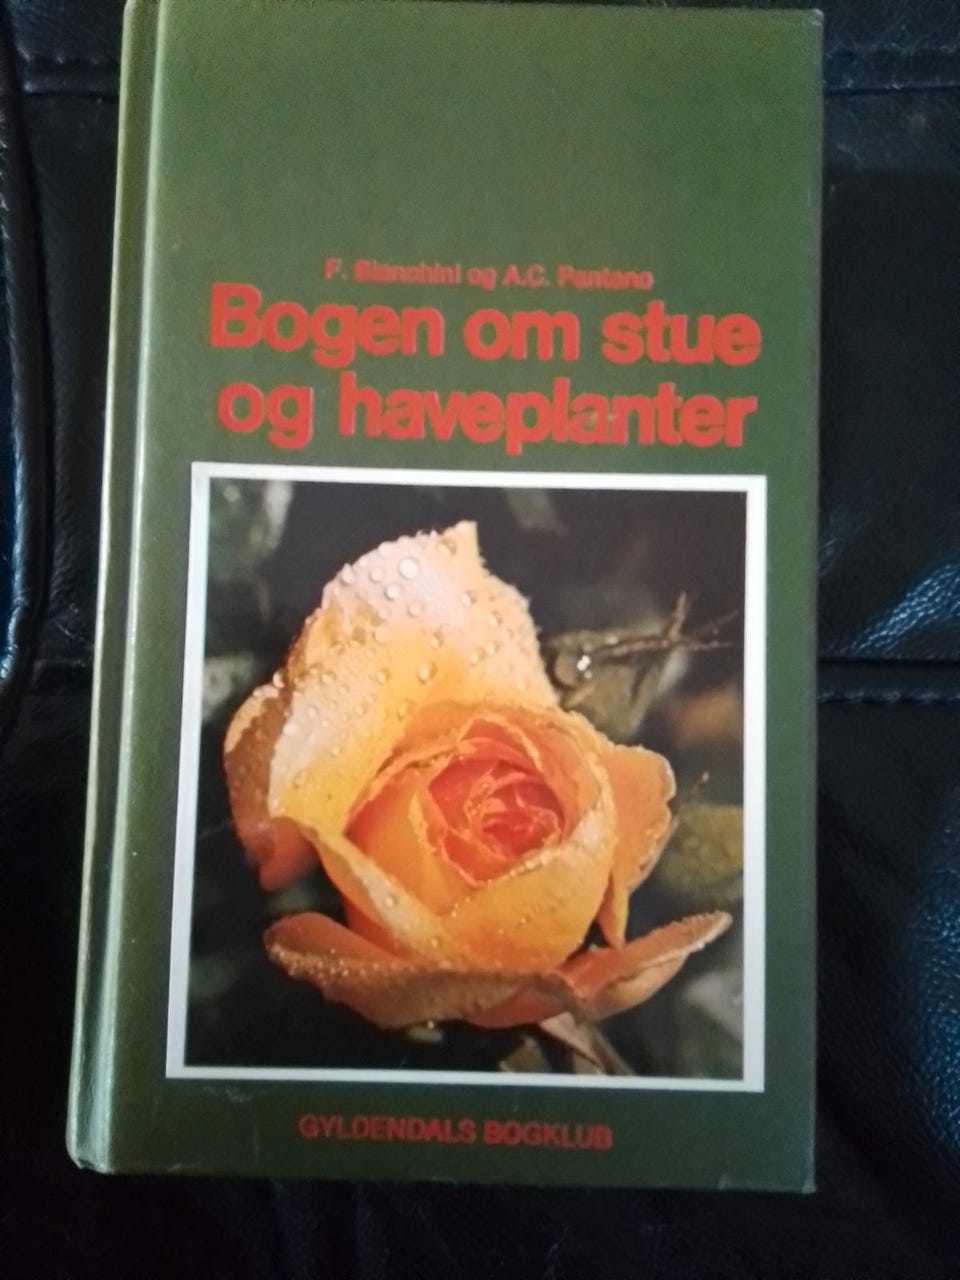 F. Bianchini og A.C. Pantano
Bogen om stue
og haveplanter
GYLDENDALS BOGKLUB